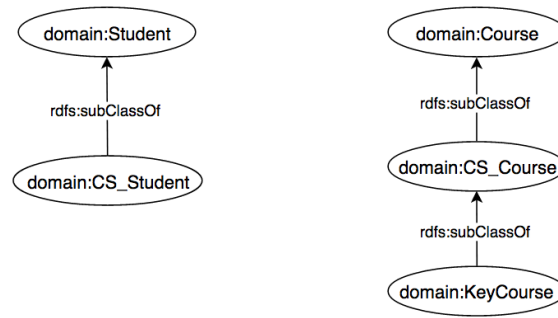 domain:Student
domain:Course
rdfs:subClassOf
rdfs:subClassOf
domain:CS_Student
domain:CS_Course
rdfs:subClassOf
domain:KeyCourse